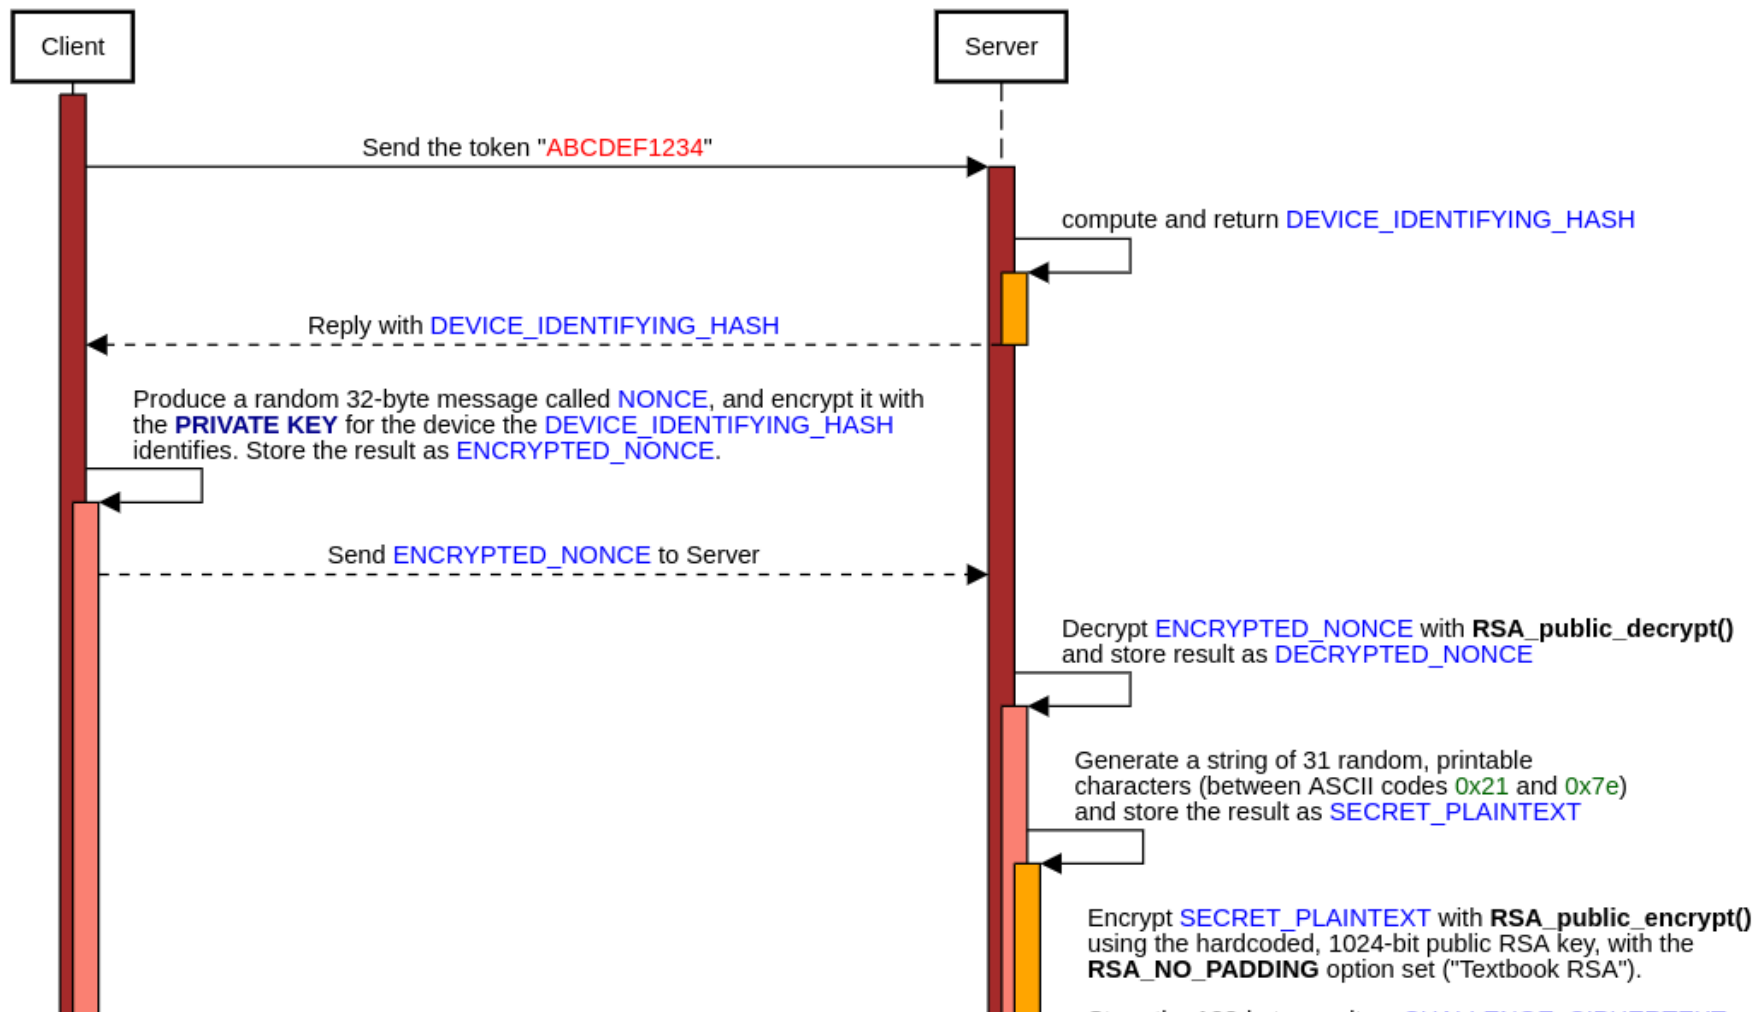 Client
Server
Send the token "ABCDEF1234"
compute and return DEVICE_IDENTIFYING_HASH
Reply with DEVICE_IDENTIFYING_HASH
Produce a random 32-byte message called NONCE, and encrypt it with
the PRIVATE KEY for the device the DEVICE_IDENTIFYING_HASH
identifies. Store the result as ENCRYPTED_NONCE.
Send ENCRYPTED_NONCE to Server
Decrypt ENCRYPTED_NONCE with RSA_public_decrypt()
and store result as DECRYPTED_NONCE
Generate a string of 31 random, printable
characters (between ASCII codes 0x21 and 0x7e)
and store the result as SECRET_PLAINTEXT
Encrypt SECRET_PLAINTEXT with RSA_public_encrypt()
using the hardcoded, 1024-bit public RSA key, with the
RSA_NO_PADDING option set ("Textbook RSA").